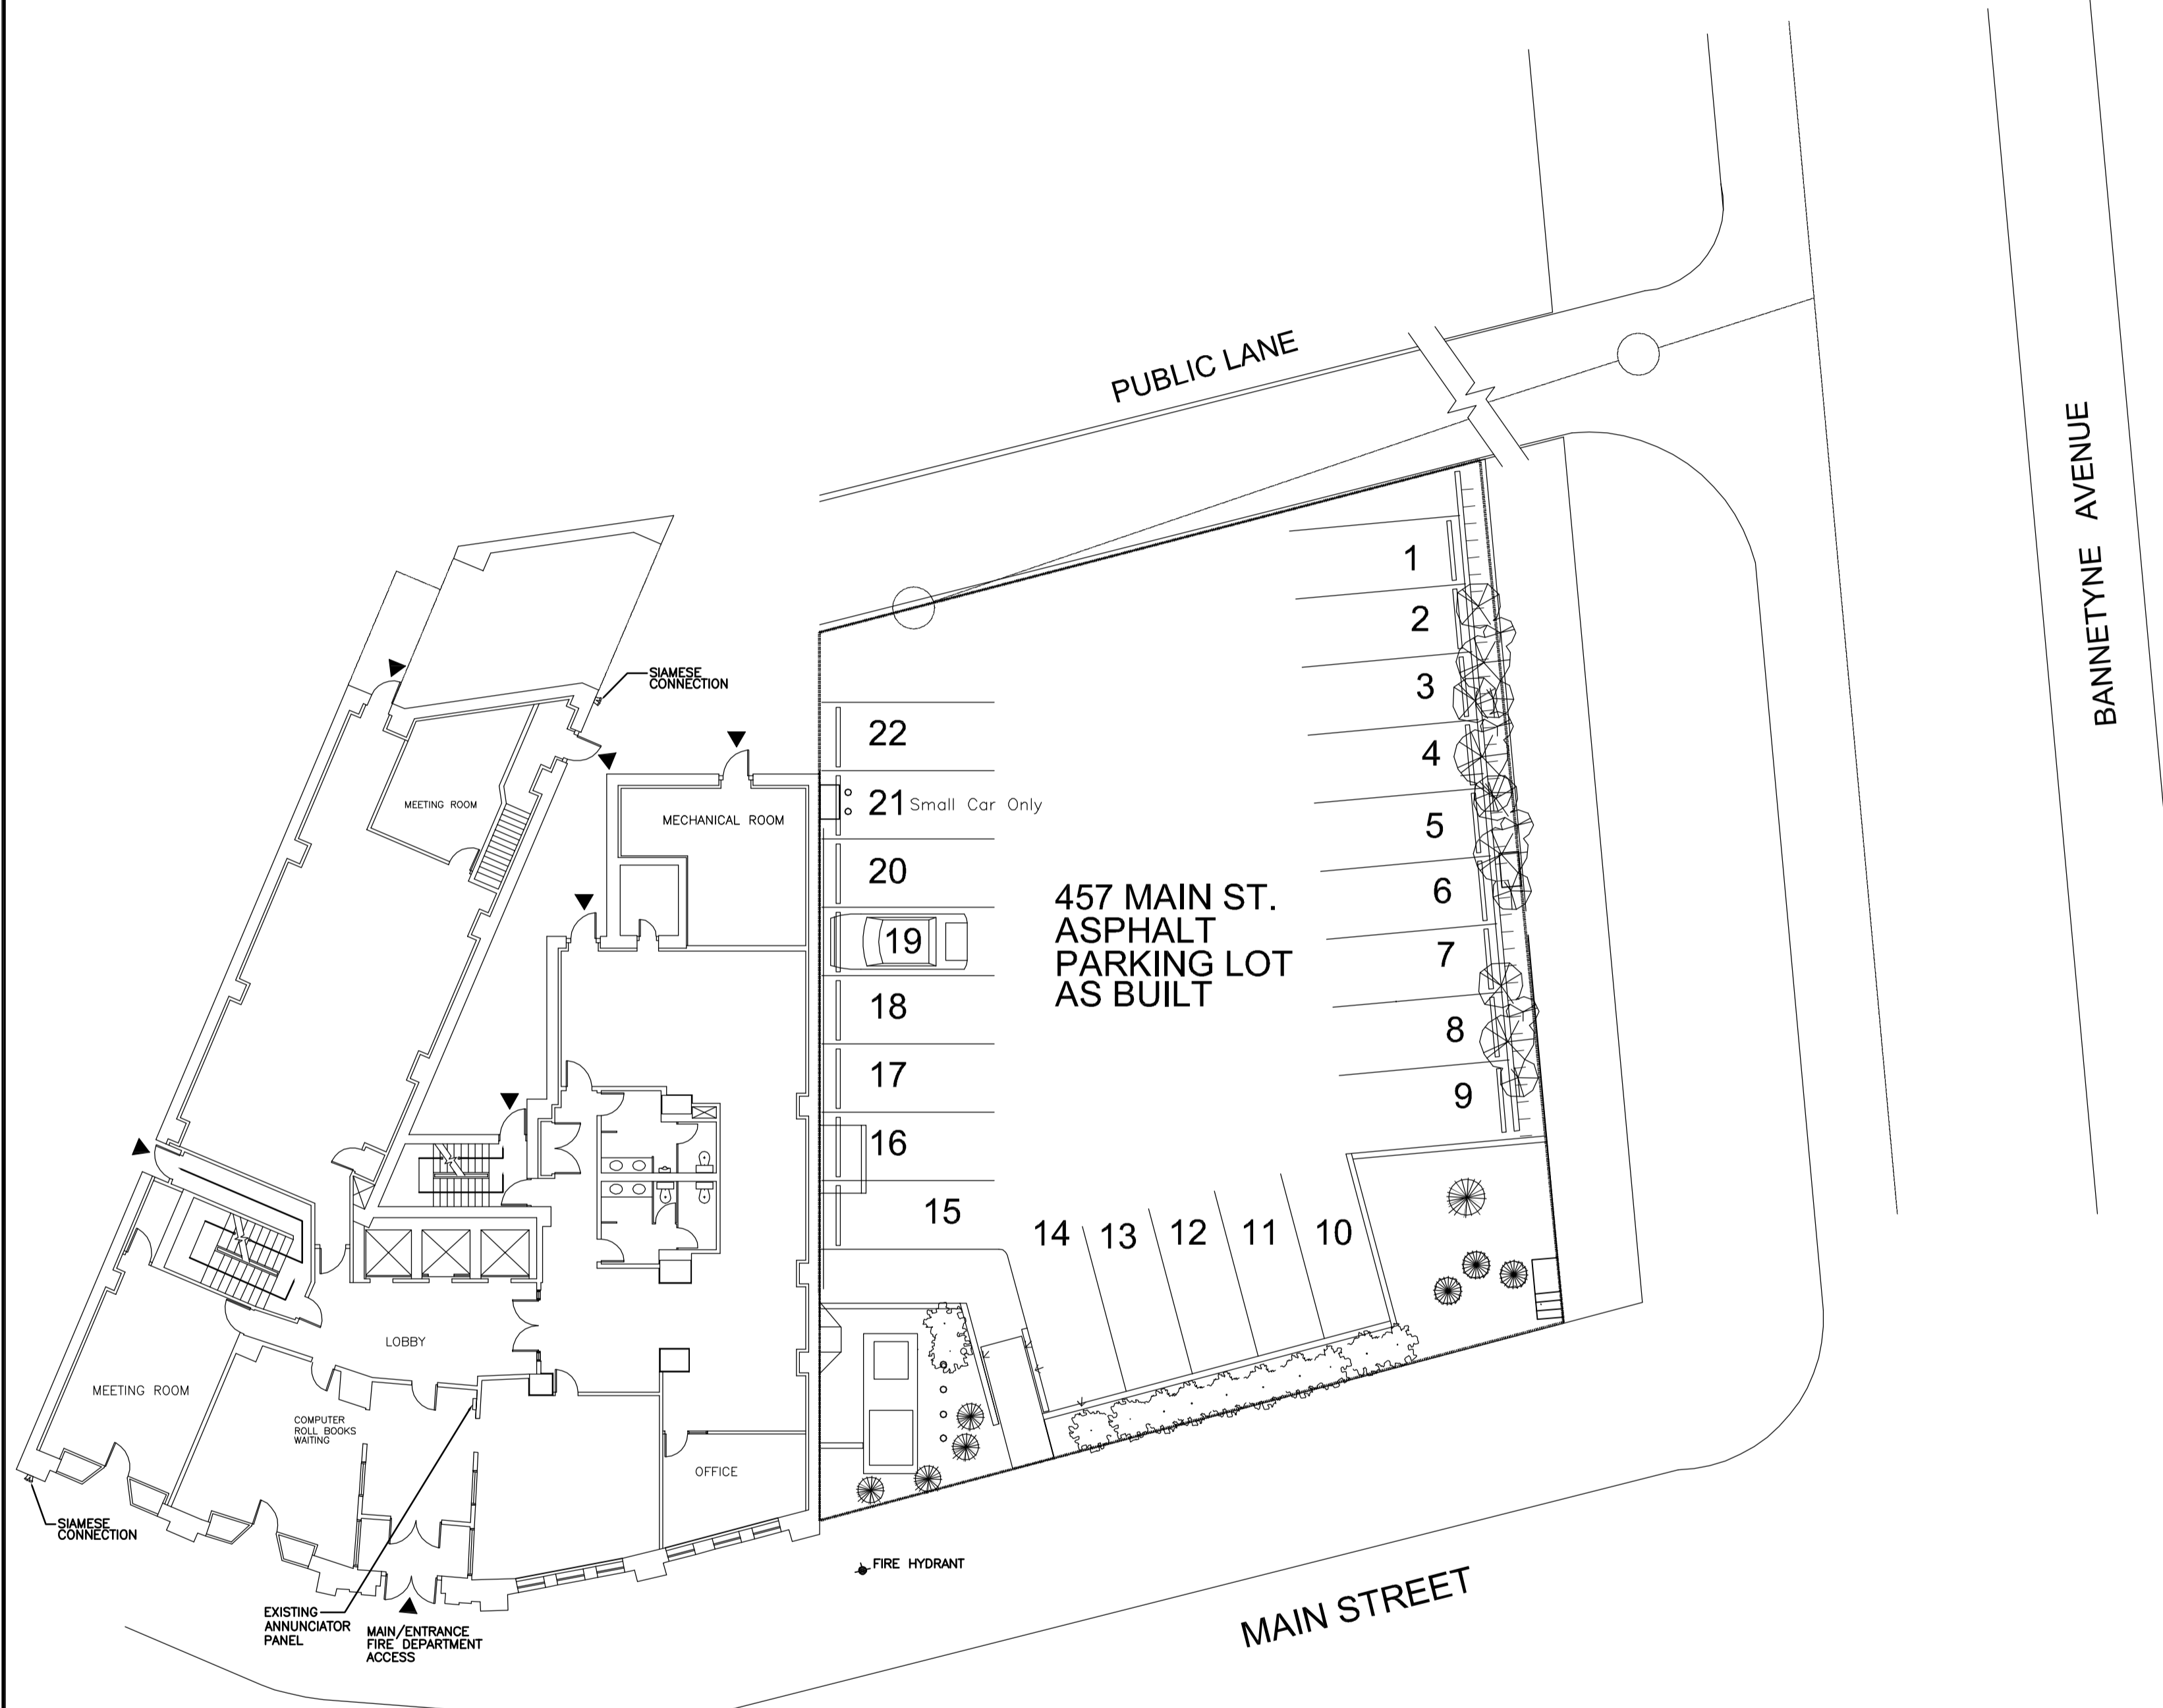 PUBLIC LANE
BANNETYNE AVENUE
SIAMESE
CONNECTION
MEETING ROOM
MECHANICAL ROOM
1
2
3
4
5
6
7
8
9
22
21 Small Car Only
20
19
18
17
16
15
14
13
12
11
10
457 MAIN ST.
ASPHALT
PARKING LOT
AS BUILT
LOBBY
MEETING ROOM
COMPUTER
ROLL BOOKS
WAITING
OFFICE
SIAMESE
CONNECTION
FIRE HYDRANT
EXISTING
ANNUNCIATOR
PANEL
MAIN/ENTRANCE
FIRE DEPARTMENT
ACCESS
MAIN STREET